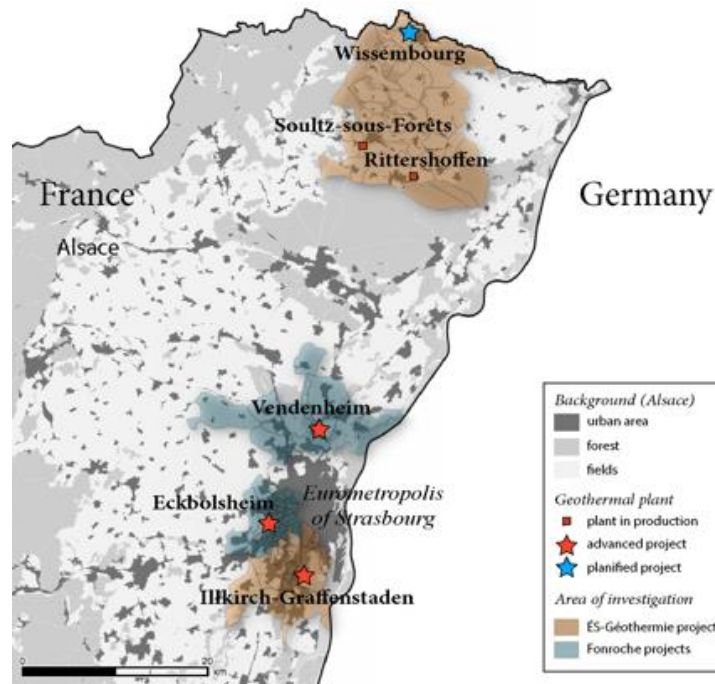 Wissembourg
Soultz-sous-Forêts
Rittershoffen
France
Germany
Alsace
Vendenheim
Eckbolsheim
Eurometropolis
of Strasbourg
Illkirch-Graffenstaden
0
20
km
Background (Alsace)
urban area
forest
fields
Geothermal plant
plant in production
advanced project
planified project
Area of investigation
ÉS-Géothermie project
Fonroche projects